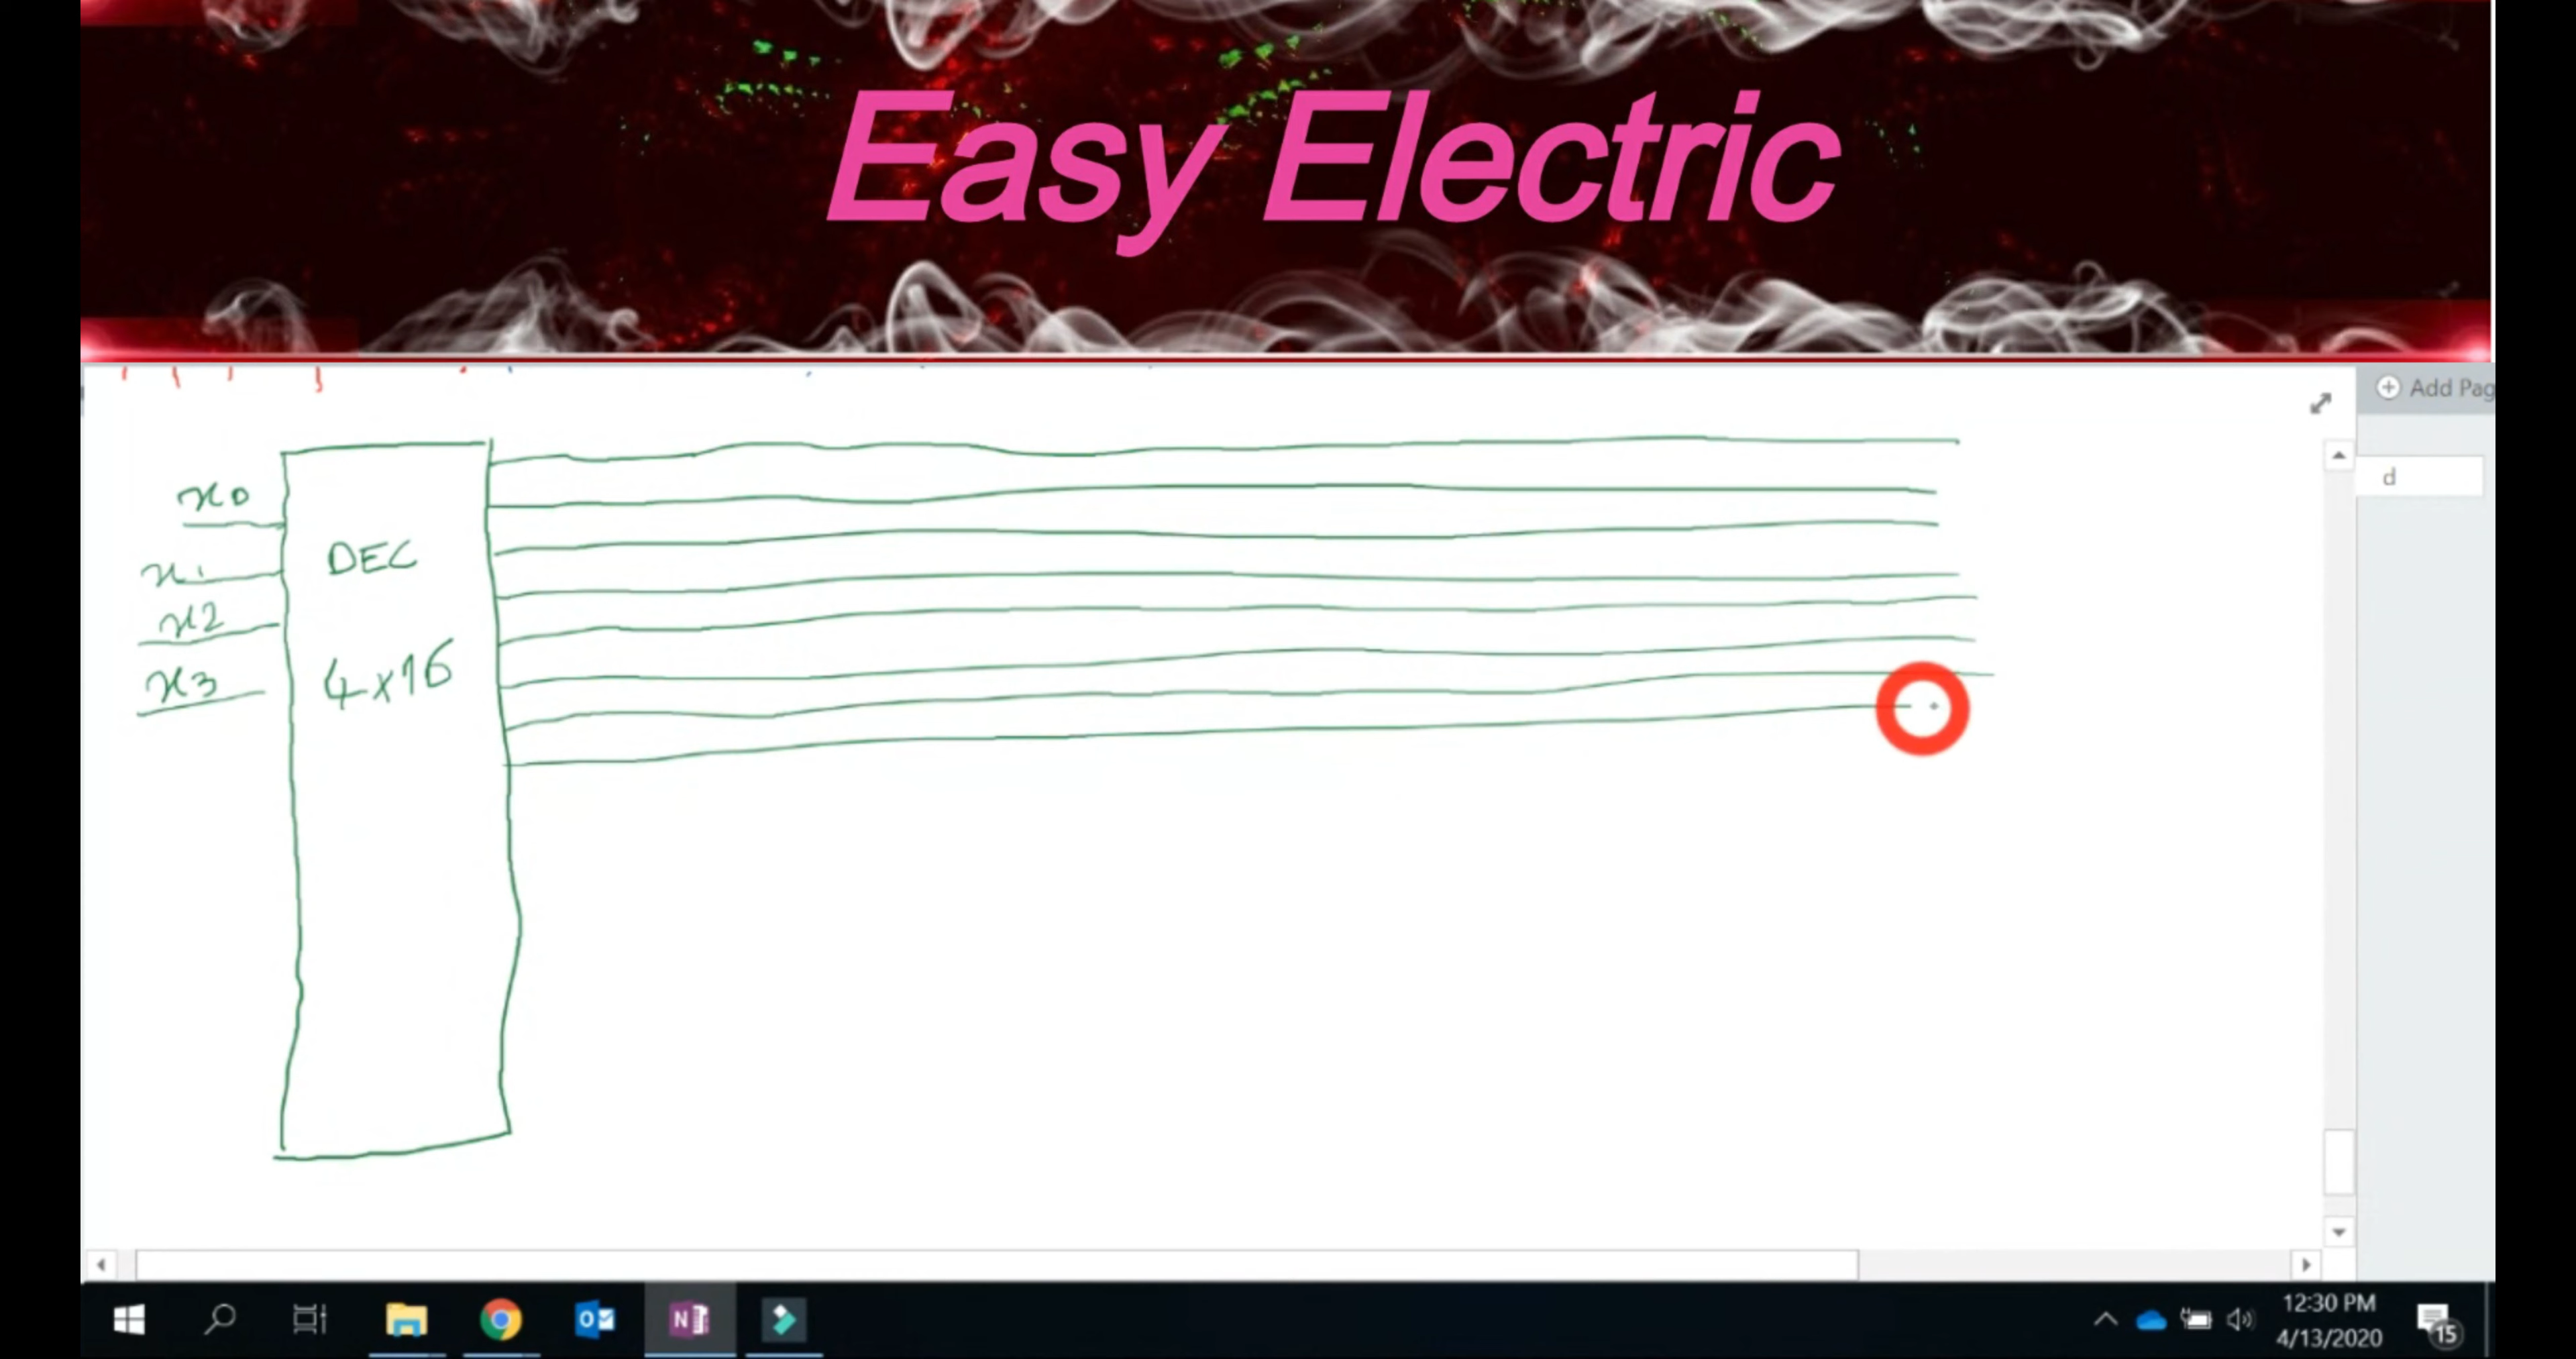 Easy Electric
Add Pag
d
x0
x1
x2
x3
DEC
4x16
12:30 PM
4/13/2020
15